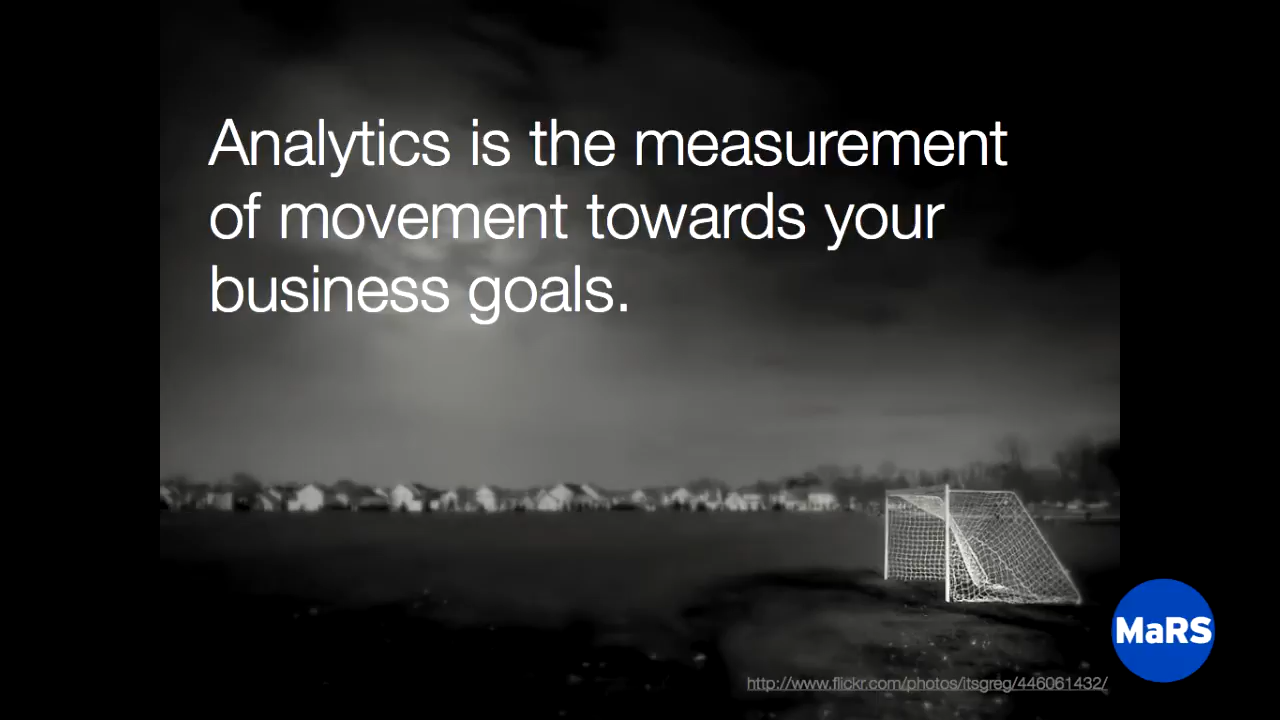 Analytics is the measurement
of movement towards your
business goals.
MaRS
http://www.flickr.com/photos/itsgreg/446061432/